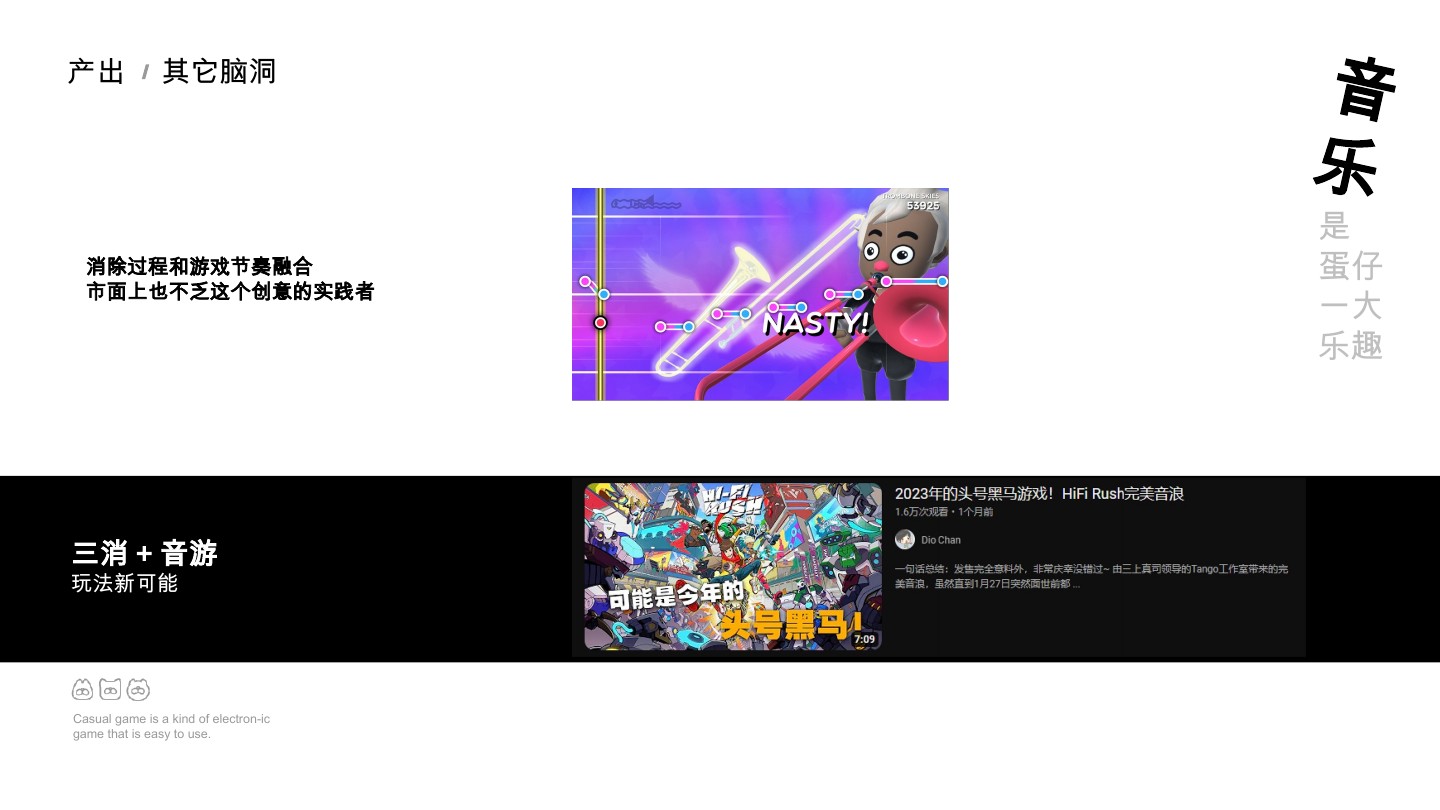 产出 / 其它脑洞
音
乐
是
蛋仔
一大
乐趣
TROMBONE SKIES
53925
消除过程和游戏节奏融合
市面上也不乏这个创意的实践者
NASTY!
三消 + 音游
玩法新可能
HI-FI
RUSH
可能是今年的
头号黑马!
7:09
2023年的头号黑马游戏！HiFi Rush完美音浪
1.6万次观看・1个月前
Dio Chan
一句话总结：发售完全意料外，非常庆幸没错过~ 由三上真司领导的Tango工作室带来的完
美音浪，虽然直到1月27日突然面世前都 ...
Casual game is a kind of electron-ic
game that is easy to use.